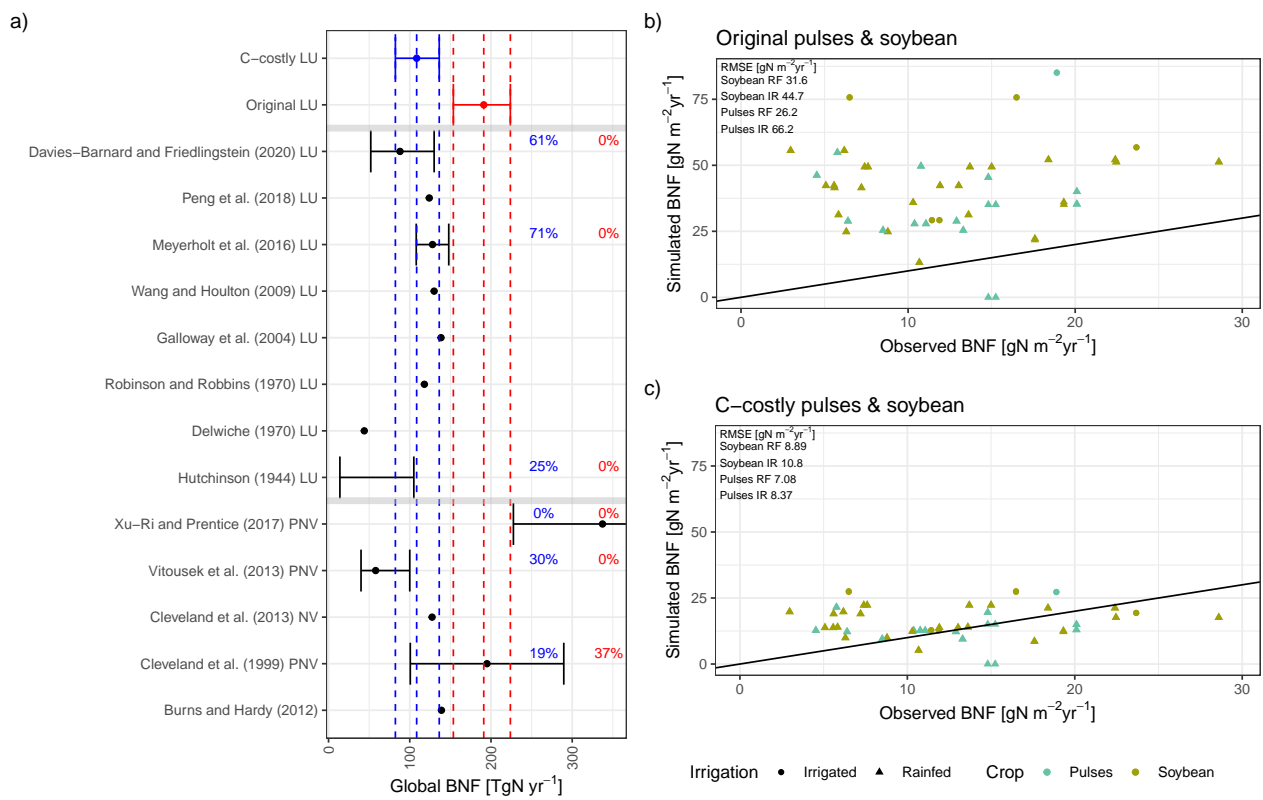 a)
C−costly LU
Original LU
Davies−Barnard and Friedlingstein (2020) LU
61% 0%
Peng et al. (2018) LU
Meyerholt et al. (2016) LU
71% 0%
Wang and Houlton (2009) LU
Galloway et al. (2004) LU
Robinson and Robbins (1970) LU
Delwiche (1970) LU
Hutchinson (1944) LU
25% 0%
Xu−Ri and Prentice (2017) PNV
0% 0%
Vitousek et al. (2013) PNV
30% 0%
Cleveland et al. (2013) NV
Cleveland et al. (1999) PNV
19% 37%
Burns and Hardy (2012)
0 100 200 300
Global BNF [TgN yr⁻¹]
b)
Original pulses & soybean
RMSE [gN m⁻²yr⁻¹]
Soybean RF 31.6
Soybean IR 44.7
Pulses RF 26.2
Pulses IR 66.2
75
50
25
0
Simulated BNF [gN m⁻²yr⁻¹]
0 10 20 30
Observed BNF [gN m⁻²yr⁻¹]
c)
C−costly pulses & soybean
RMSE [gN m⁻²yr⁻¹]
Soybean RF 8.89
Soybean IR 10.8
Pulses RF 7.08
Pulses IR 8.37
75
50
25
0
Simulated BNF [gN m⁻²yr⁻¹]
0 10 20 30
Observed BNF [gN m⁻²yr⁻¹]
Irrigation Irrigated Rainfed Crop Pulses Soybean